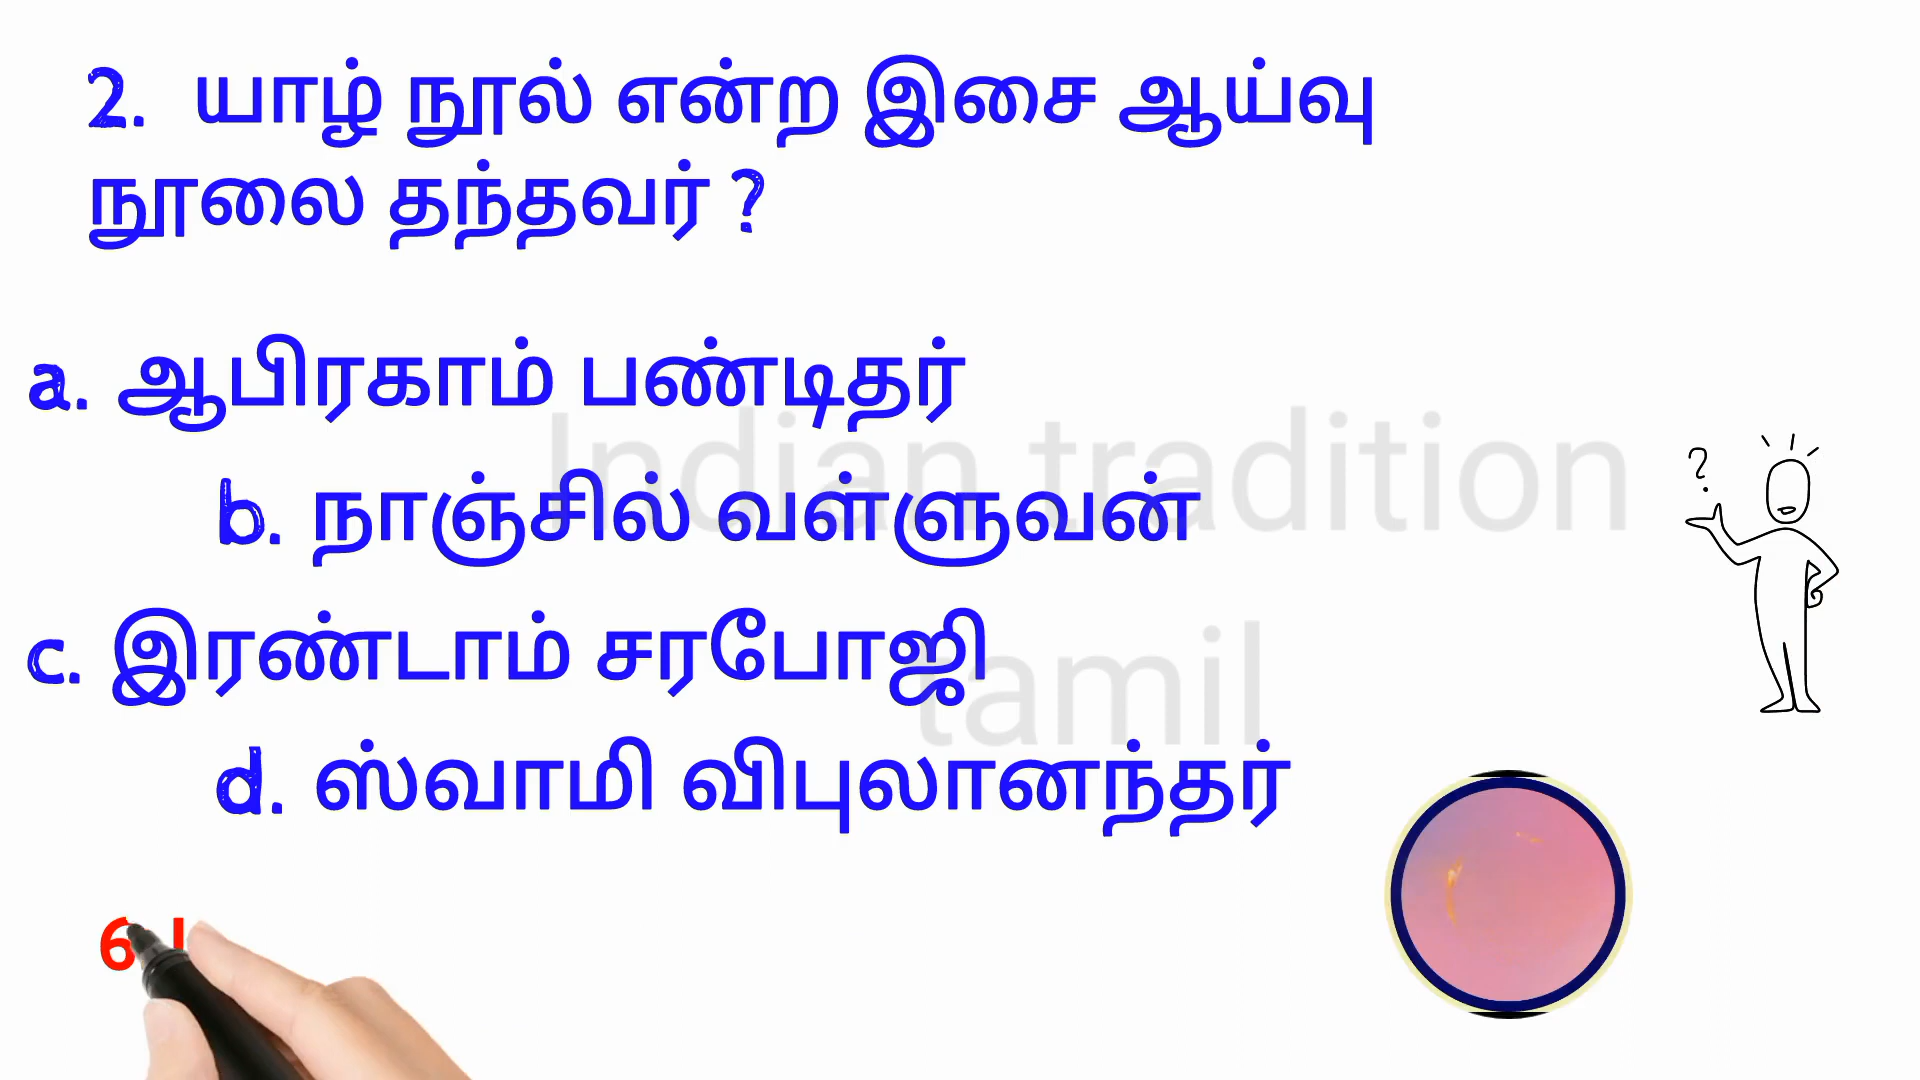 2. யாழ் நூல் என்ற இசை ஆய்வு
நூலை தந்தவர் ?
a. ஆபிரகாம் பண்டிதர்
b. நாஞ்சில் வள்ளுவன்
c. இரண்டாம் சரபோஜி
d. ஸ்வாமி விபுலானந்தர்
Indian tradition
tamil